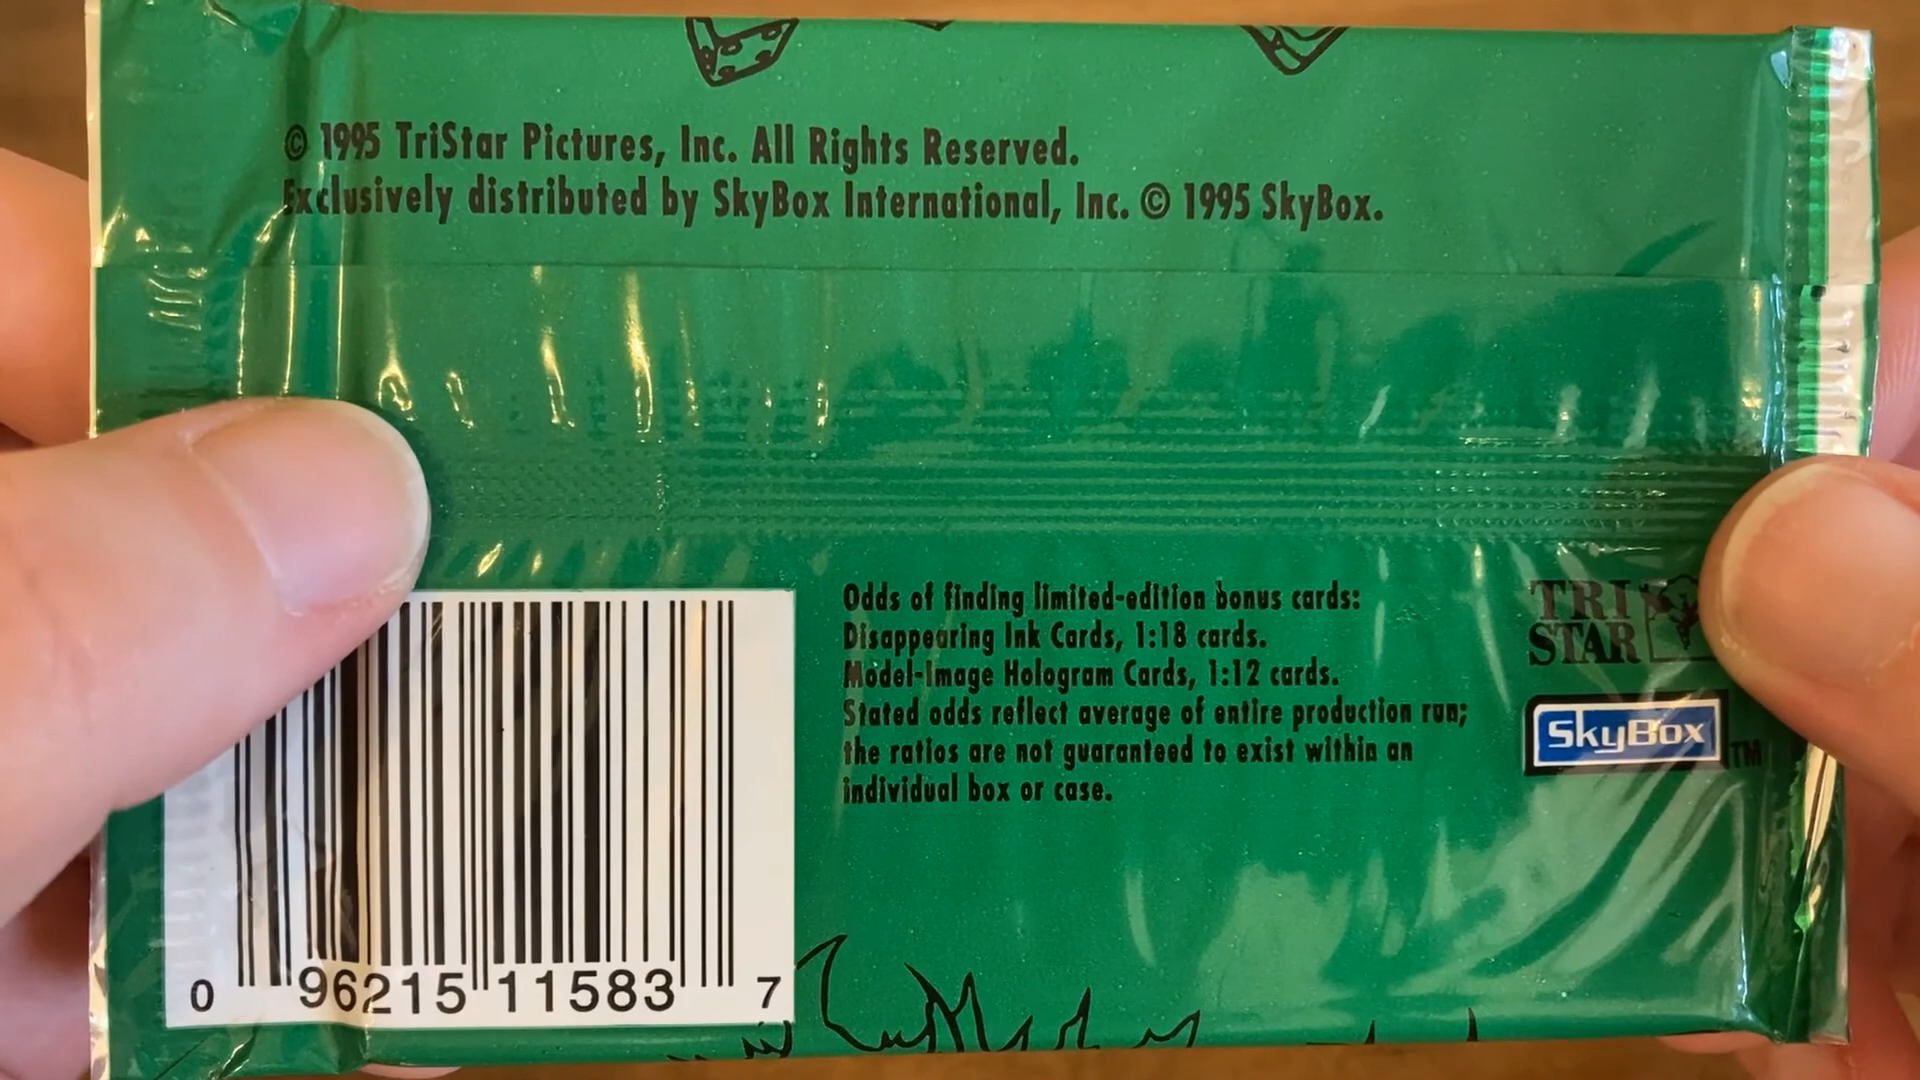 © 1995 TriStar Pictures, Inc. All Rights Reserved.
Exclusively distributed by SkyBox International, Inc. © 1995 SkyBox.
Odds of finding limited-edition bonus cards:
Disappearing Ink Cards, 1:18 cards.
Model-Image Hologram Cards, 1:12 cards.
Stated odds reflect average of entire production run;
the ratios are not guaranteed to exist within an
individual box or case.
TRI
STAR
SkyBox TM
0 96215 11583 7